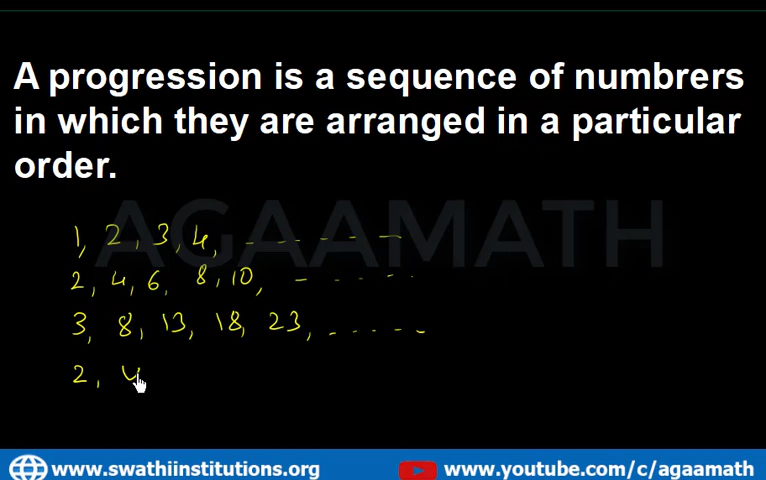 A progression is a sequence of numbrers
in which they are arranged in a particular
order.
AGAAMATH
1, 2, 3, 4, - - - - - - -
2, 4, 6, 8, 10, - - - - -
3, 8, 13, 18, 23, - - - - - -
2, 4
www.swathiinstitutions.org
www.youtube.com/c/agaamath